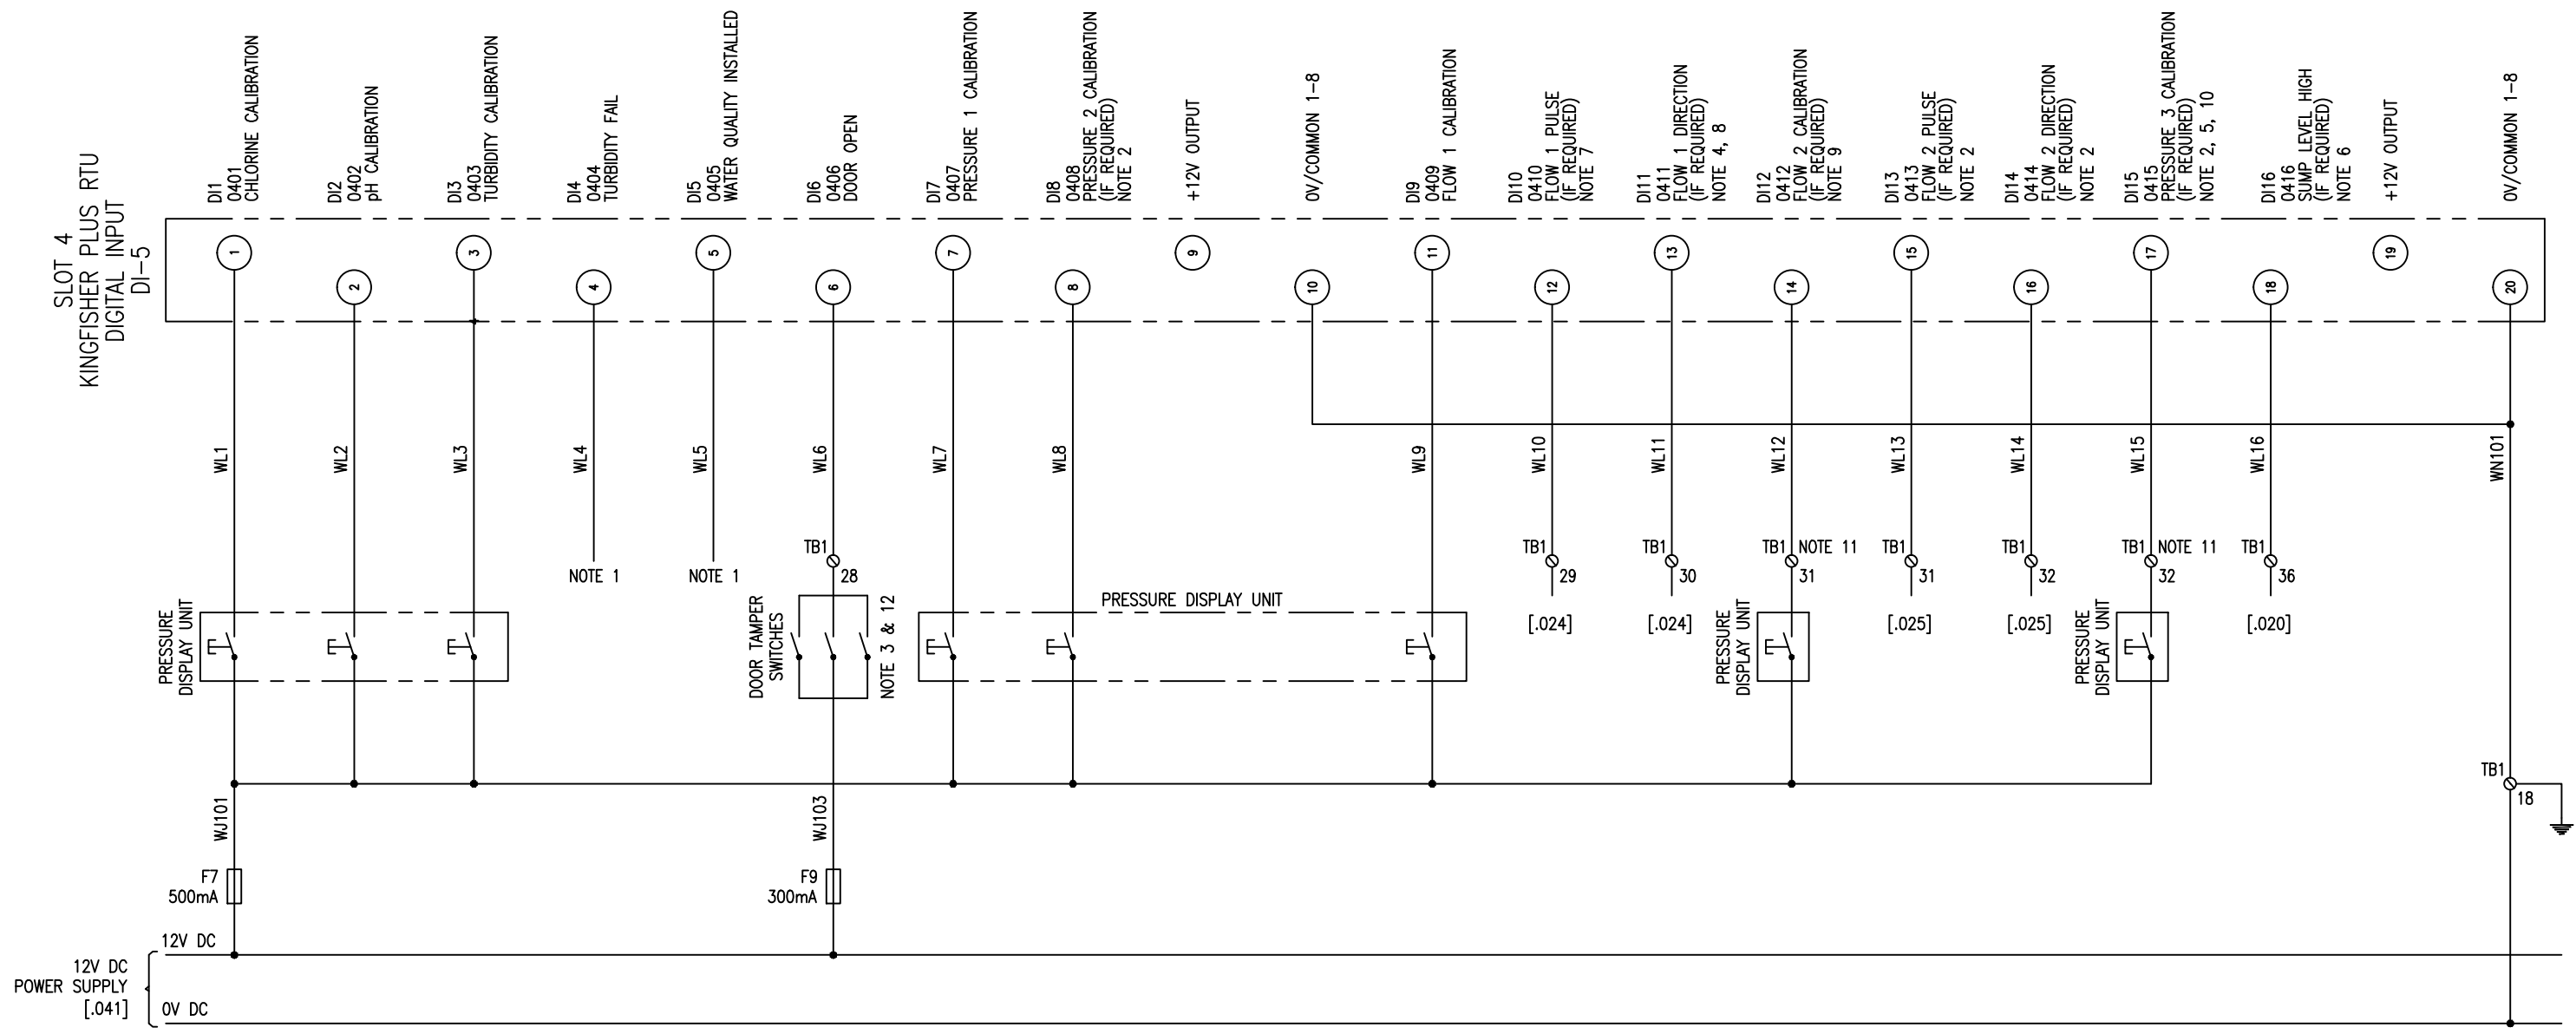 SLOT 4
KINGFISHER PLUS RTU
DIGITAL INPUT
DI-5
DI1
0401
CHLORINE CALIBRATION
DI2
0402
pH CALIBRATION
DI3
0403
TURBIDITY CALIBRATION
DI4
0404
TURBIDITY FAIL
DI5
0405
WATER QUALITY INSTALLED
DI6
0406
DOOR OPEN
DI7
0407
PRESSURE 1 CALIBRATION
DI8
0408
PRESSURE 2 CALIBRATION
(IF REQUIRED)
NOTE 2
+12V OUTPUT
0V/COMMON 1-8
DI9
0409
FLOW 1 CALIBRATION
DI10
0410
FLOW 1 PULSE
(IF REQUIRED)
NOTE 7
DI11
0411
FLOW 1 DIRECTION
(IF REQUIRED)
NOTE 4, 8
DI12
0412
FLOW 2 CALIBRATION
(IF REQUIRED)
NOTE 9
DI13
0413
FLOW 2 PULSE
(IF REQUIRED)
NOTE 2
DI14
0414
FLOW 2 DIRECTION
(IF REQUIRED)
NOTE 2
DI15
0415
PRESSURE 3 CALIBRATION
(IF REQUIRED)
NOTE 2, 5, 10
DI16
0416
SUMP LEVEL HIGH
(IF REQUIRED)
NOTE 6
+12V OUTPUT
0V/COMMON 1-8
1
2
3
4
5
6
7
8
9
10
11
12
13
14
15
16
17
18
19
20
WL1
WL2
WL3
WL4
WL5
WL6
WL7
WL8
WL9
WL10
WL11
WL12
WL13
WL14
WL15
WL16
WN101
NOTE 1
NOTE 1
TB1
28
TB1
29
[.024]
TB1
30
[.024]
TB1 NOTE 11
31
TB1
31
[.025]
TB1
32
[.025]
TB1 NOTE 11
32
TB1
36
[.020]
PRESSURE
DISPLAY UNIT
DOOR TAMPER
SWITCHES
NOTE 3 & 12
PRESSURE DISPLAY UNIT
PRESSURE
DISPLAY UNIT
PRESSURE
DISPLAY UNIT
TB1
18
WJ101
WJ103
F7
500mA
F9
300mA
12V DC
12V DC
POWER SUPPLY
[.041]
0V DC